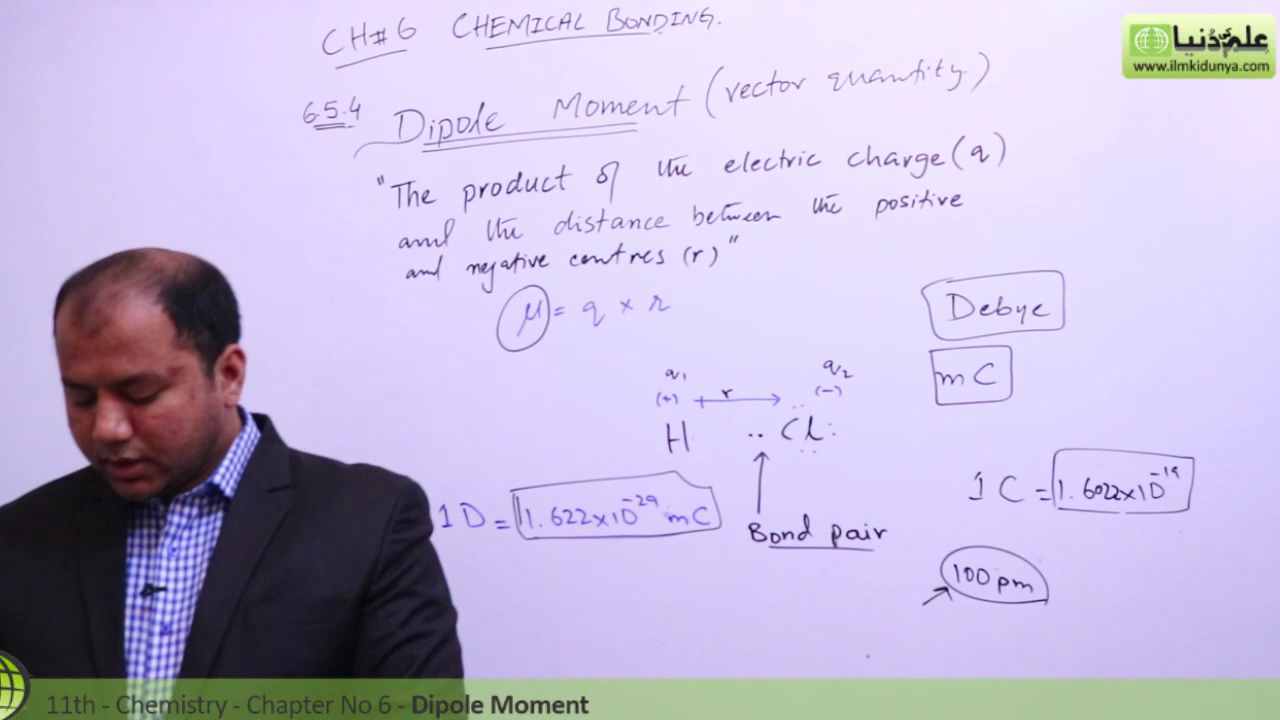 CH#6 CHEMICAL BONDING.
علم کی دُنیا
www.ilmkidunya.com
6.5.4 Dipole Moment (vector quantity.)
"The product of the electric charge (q)
and the distance between the positive
and negative centres (r)"
μ = q × r
Debye
mC
q₁ q₂
(+) r (-)
H : Cl
1D = 1.622×10⁻²⁹ mC
Bond pair
1 C = 1.6022×10⁻¹⁹
100 pm
11th - Chemistry - Chapter No 6 - Dipole Moment